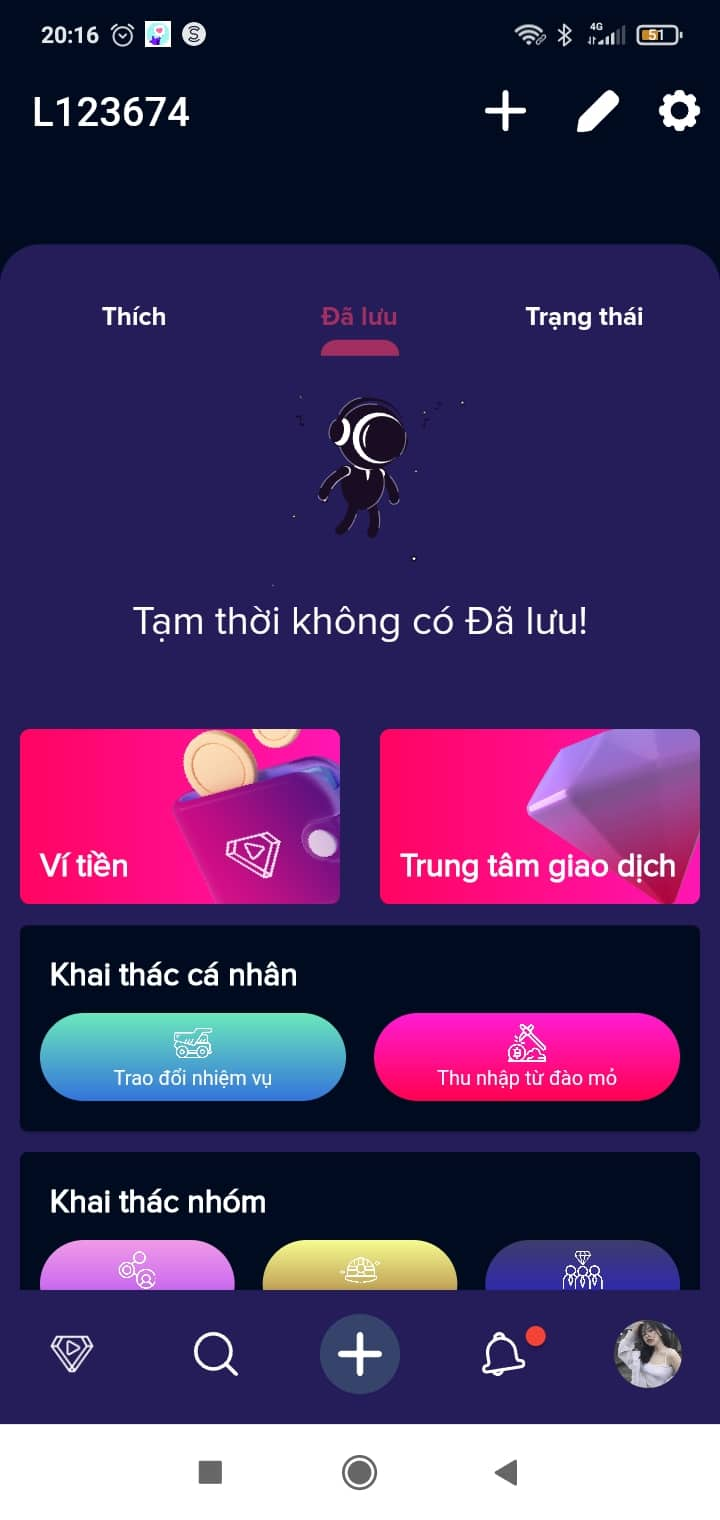 20:16
4G
51
L123674
Thích
Đã lưu
Trạng thái
Tạm thời không có Đã lưu!
Ví tiền
Trung tâm giao dịch
Khai thác cá nhân
Trao đổi nhiệm vụ
Thu nhập từ đào mỏ
Khai thác nhóm